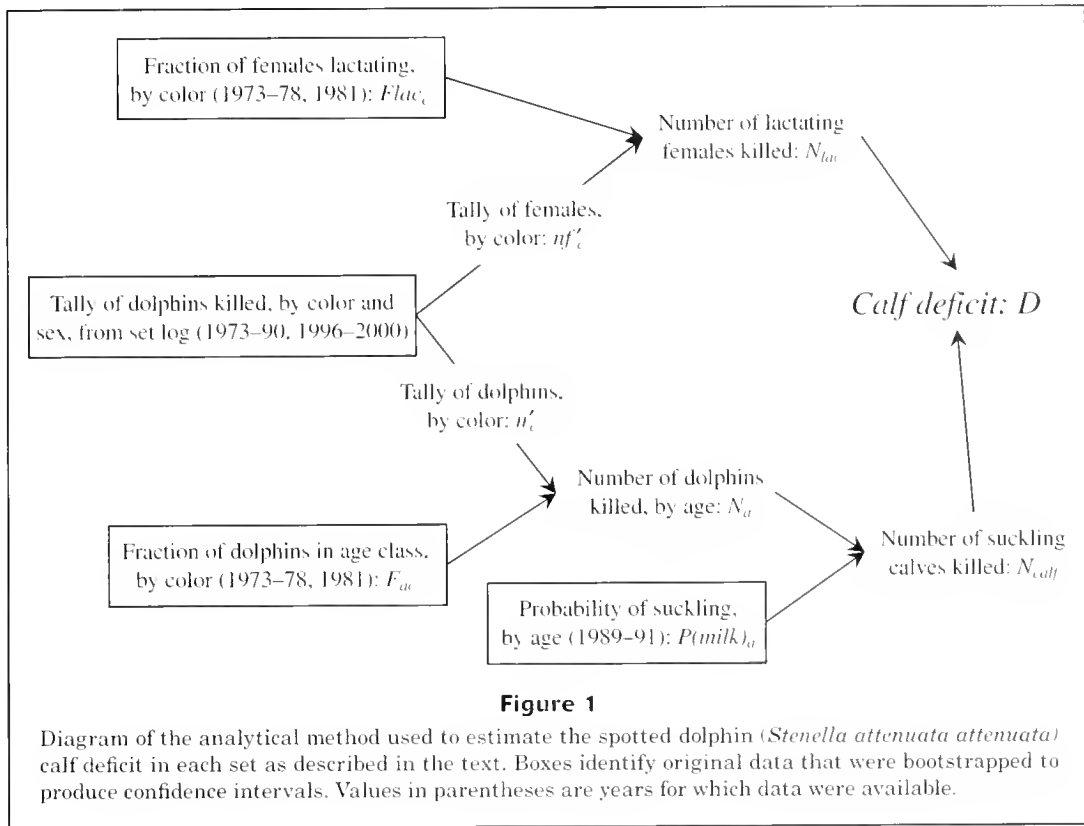 Fraction of females lactating,
by color (1973–78, 1981): Flac_c
Number of lactating
females killed: N_lac
Tally of females,
by color: nf′_c
Tally of dolphins killed, by color and
sex, from set log (1973–90, 1996–2000)
Calf deficit: D
Tally of dolphins,
by color: n′_c
Number of dolphins
killed, by age: N_a
Fraction of dolphins in age class,
by color (1973–78, 1981): F_ac
Number of suckling
calves killed: N_calf
Probability of suckling,
by age (1989–91): P(milk)_a
Figure 1
Diagram of the analytical method used to estimate the spotted dolphin (Stenella attenuata attenuata)
calf deficit in each set as described in the text. Boxes identify original data that were bootstrapped to
produce confidence intervals. Values in parentheses are years for which data were available.